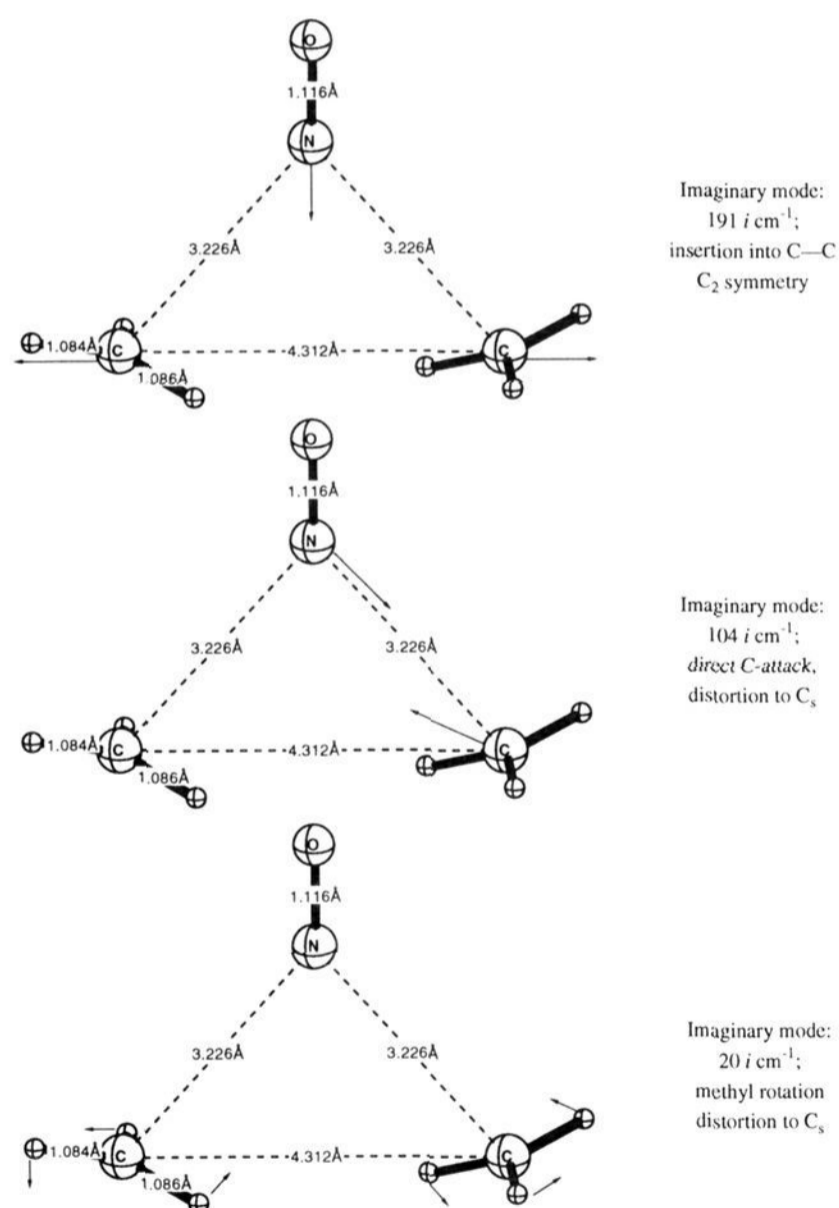 O
1.116Å
N
3.226Å
3.226Å
1.084Å
C
4.312Å
C
1.086Å
Imaginary mode:
191 i cm⁻¹;
insertion into C—C
C₂ symmetry
O
1.116Å
N
3.226Å
3.226Å
1.084Å
C
4.312Å
C
1.086Å
Imaginary mode:
104 i cm⁻¹;
direct C-attack,
distortion to Cₛ
O
1.116Å
N
3.226Å
3.226Å
1.084Å
C
4.312Å
C
1.086Å
Imaginary mode:
20 i cm⁻¹;
methyl rotation
distortion to Cₛ